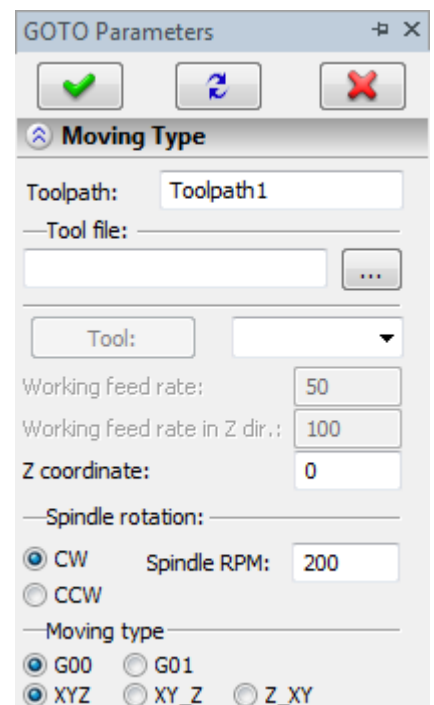 GOTO Parameters
Moving Type
Toolpath: Toolpath1
Tool file:
...
Tool:
Working feed rate: 50
Working feed rate in Z dir.: 100
Z coordinate: 0
Spindle rotation:
CW Spindle RPM: 200
CCW
Moving type
G00 G01
XYZ XY_Z Z_XY